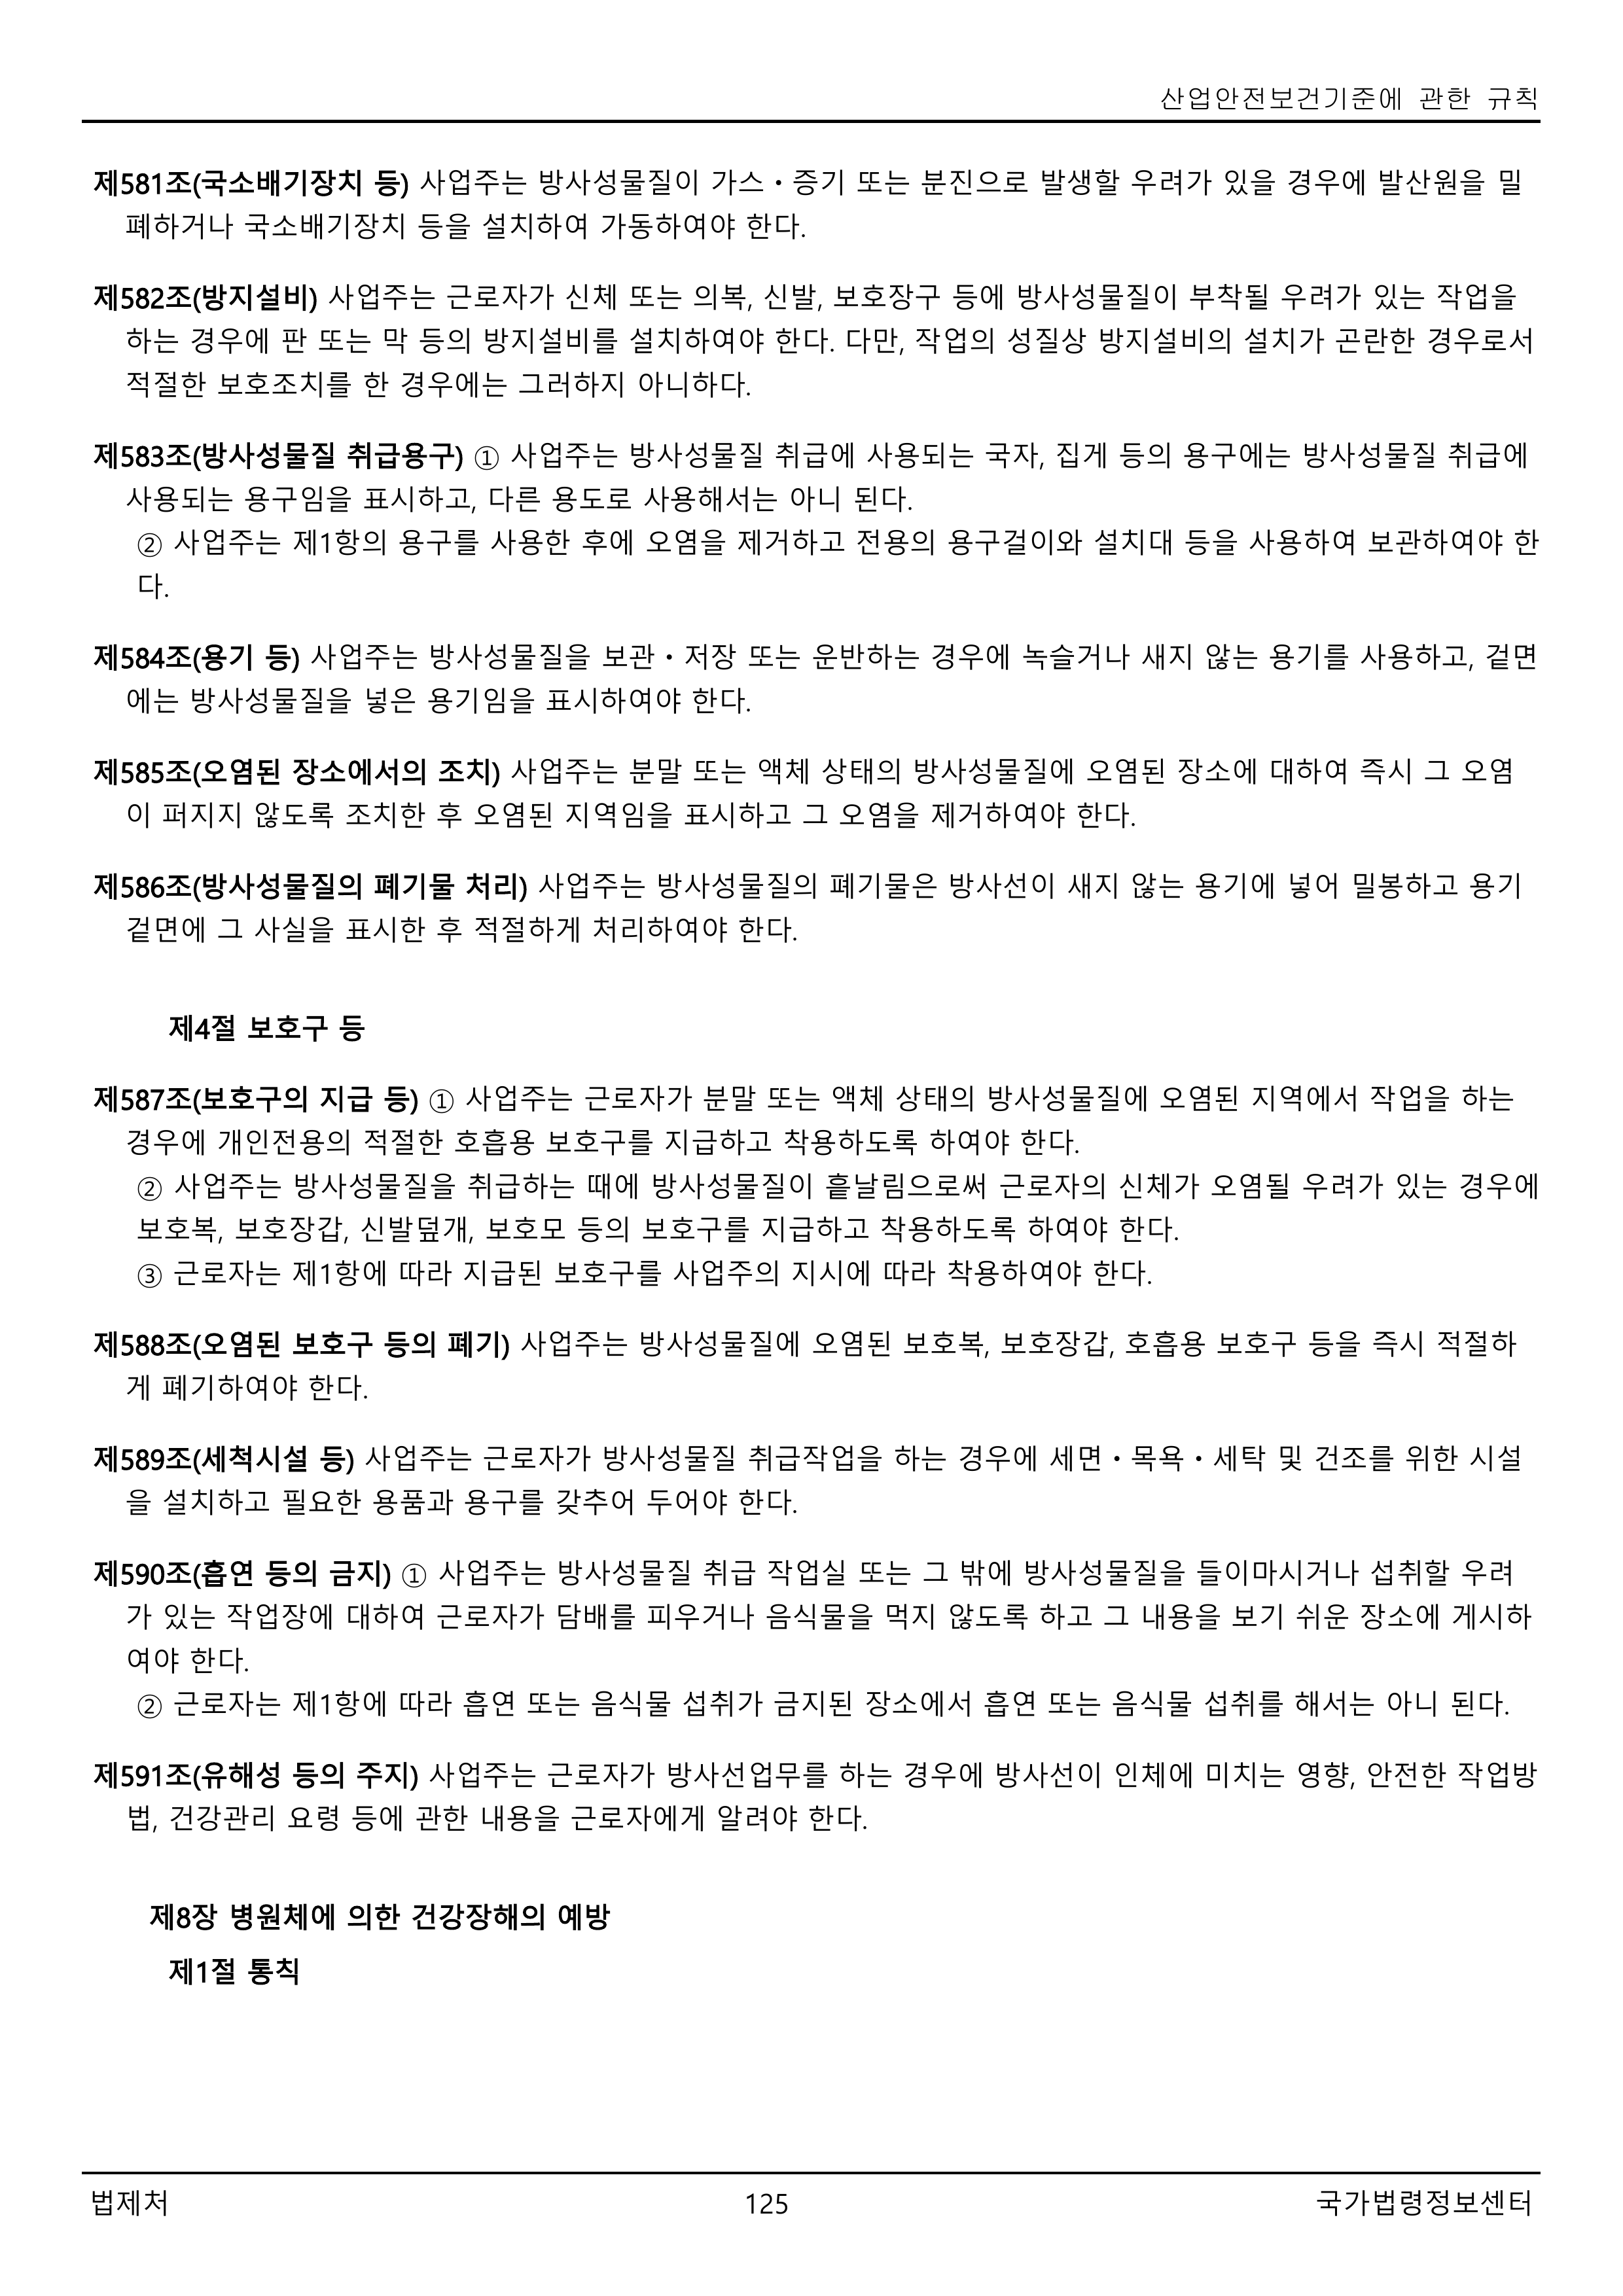 산업안전보건기준에 관한 규칙
제581조(국소배기장치 등) 사업주는 방사성물질이 가스ㆍ증기 또는 분진으로 발생할 우려가 있을 경우에 발산원을 밀
폐하거나 국소배기장치 등을 설치하여 가동하여야 한다.
제582조(방지설비) 사업주는 근로자가 신체 또는 의복, 신발, 보호장구 등에 방사성물질이 부착될 우려가 있는 작업을
하는 경우에 판 또는 막 등의 방지설비를 설치하여야 한다. 다만, 작업의 성질상 방지설비의 설치가 곤란한 경우로서
적절한 보호조치를 한 경우에는 그러하지 아니하다.
제583조(방사성물질 취급용구) ① 사업주는 방사성물질 취급에 사용되는 국자, 집게 등의 용구에는 방사성물질 취급에
사용되는 용구임을 표시하고, 다른 용도로 사용해서는 아니 된다.
② 사업주는 제1항의 용구를 사용한 후에 오염을 제거하고 전용의 용구걸이와 설치대 등을 사용하여 보관하여야 한
다.
제584조(용기 등) 사업주는 방사성물질을 보관ㆍ저장 또는 운반하는 경우에 녹슬거나 새지 않는 용기를 사용하고, 겉면
에는 방사성물질을 넣은 용기임을 표시하여야 한다.
제585조(오염된 장소에서의 조치) 사업주는 분말 또는 액체 상태의 방사성물질에 오염된 장소에 대하여 즉시 그 오염
이 퍼지지 않도록 조치한 후 오염된 지역임을 표시하고 그 오염을 제거하여야 한다.
제586조(방사성물질의 폐기물 처리) 사업주는 방사성물질의 폐기물은 방사선이 새지 않는 용기에 넣어 밀봉하고 용기
겉면에 그 사실을 표시한 후 적절하게 처리하여야 한다.
제4절 보호구 등
제587조(보호구의 지급 등) ① 사업주는 근로자가 분말 또는 액체 상태의 방사성물질에 오염된 지역에서 작업을 하는
경우에 개인전용의 적절한 호흡용 보호구를 지급하고 착용하도록 하여야 한다.
② 사업주는 방사성물질을 취급하는 때에 방사성물질이 흩날림으로써 근로자의 신체가 오염될 우려가 있는 경우에
보호복, 보호장갑, 신발덮개, 보호모 등의 보호구를 지급하고 착용하도록 하여야 한다.
③ 근로자는 제1항에 따라 지급된 보호구를 사업주의 지시에 따라 착용하여야 한다.
제588조(오염된 보호구 등의 폐기) 사업주는 방사성물질에 오염된 보호복, 보호장갑, 호흡용 보호구 등을 즉시 적절하
게 폐기하여야 한다.
제589조(세척시설 등) 사업주는 근로자가 방사성물질 취급작업을 하는 경우에 세면ㆍ목욕ㆍ세탁 및 건조를 위한 시설
을 설치하고 필요한 용품과 용구를 갖추어 두어야 한다.
제590조(흡연 등의 금지) ① 사업주는 방사성물질 취급 작업실 또는 그 밖에 방사성물질을 들이마시거나 섭취할 우려
가 있는 작업장에 대하여 근로자가 담배를 피우거나 음식물을 먹지 않도록 하고 그 내용을 보기 쉬운 장소에 게시하
여야 한다.
② 근로자는 제1항에 따라 흡연 또는 음식물 섭취가 금지된 장소에서 흡연 또는 음식물 섭취를 해서는 아니 된다.
제591조(유해성 등의 주지) 사업주는 근로자가 방사선업무를 하는 경우에 방사선이 인체에 미치는 영향, 안전한 작업방
법, 건강관리 요령 등에 관한 내용을 근로자에게 알려야 한다.
제8장 병원체에 의한 건강장해의 예방
제1절 통칙
법제처 125 국가법령정보센터